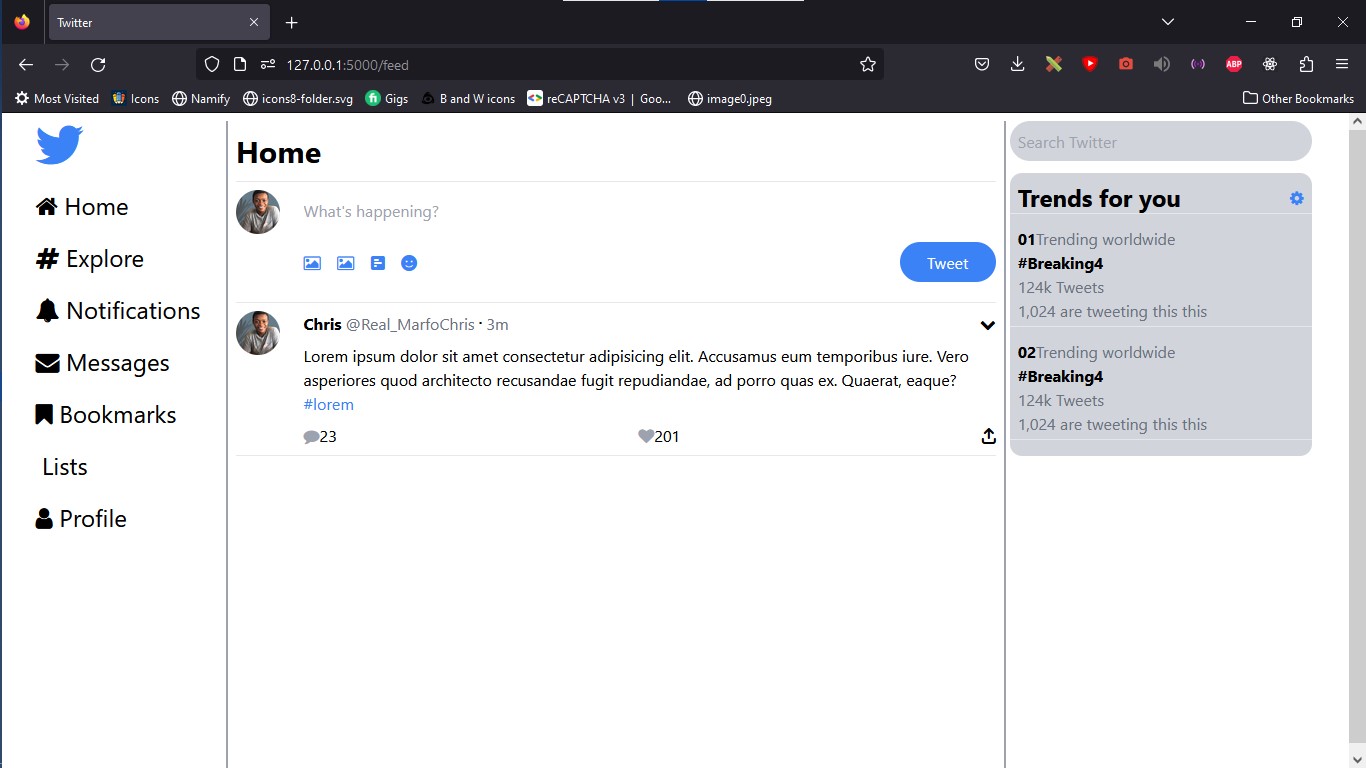 Twitter
127.0.0.1:5000/feed
Most Visited Icons Namify icons8-folder.svg Gigs B and W icons reCAPTCHA v3 | Goo... image0.jpeg Other Bookmarks
ABP
fi
Home
Explore
Notifications
Messages
Bookmarks
Lists
Profile
Home
What's happening?
Tweet
Chris @Real_MarfoChris · 3m
Lorem ipsum dolor sit amet consectetur adipisicing elit. Accusamus eum temporibus iure. Vero
asperiores quod architecto recusandae fugit repudiandae, ad porro quas ex. Quaerat, eaque?
#lorem
23 201
Search Twitter
Trends for you
01Trending worldwide
#Breaking4
124k Tweets
1,024 are tweeting this this
02Trending worldwide
#Breaking4
124k Tweets
1,024 are tweeting this this